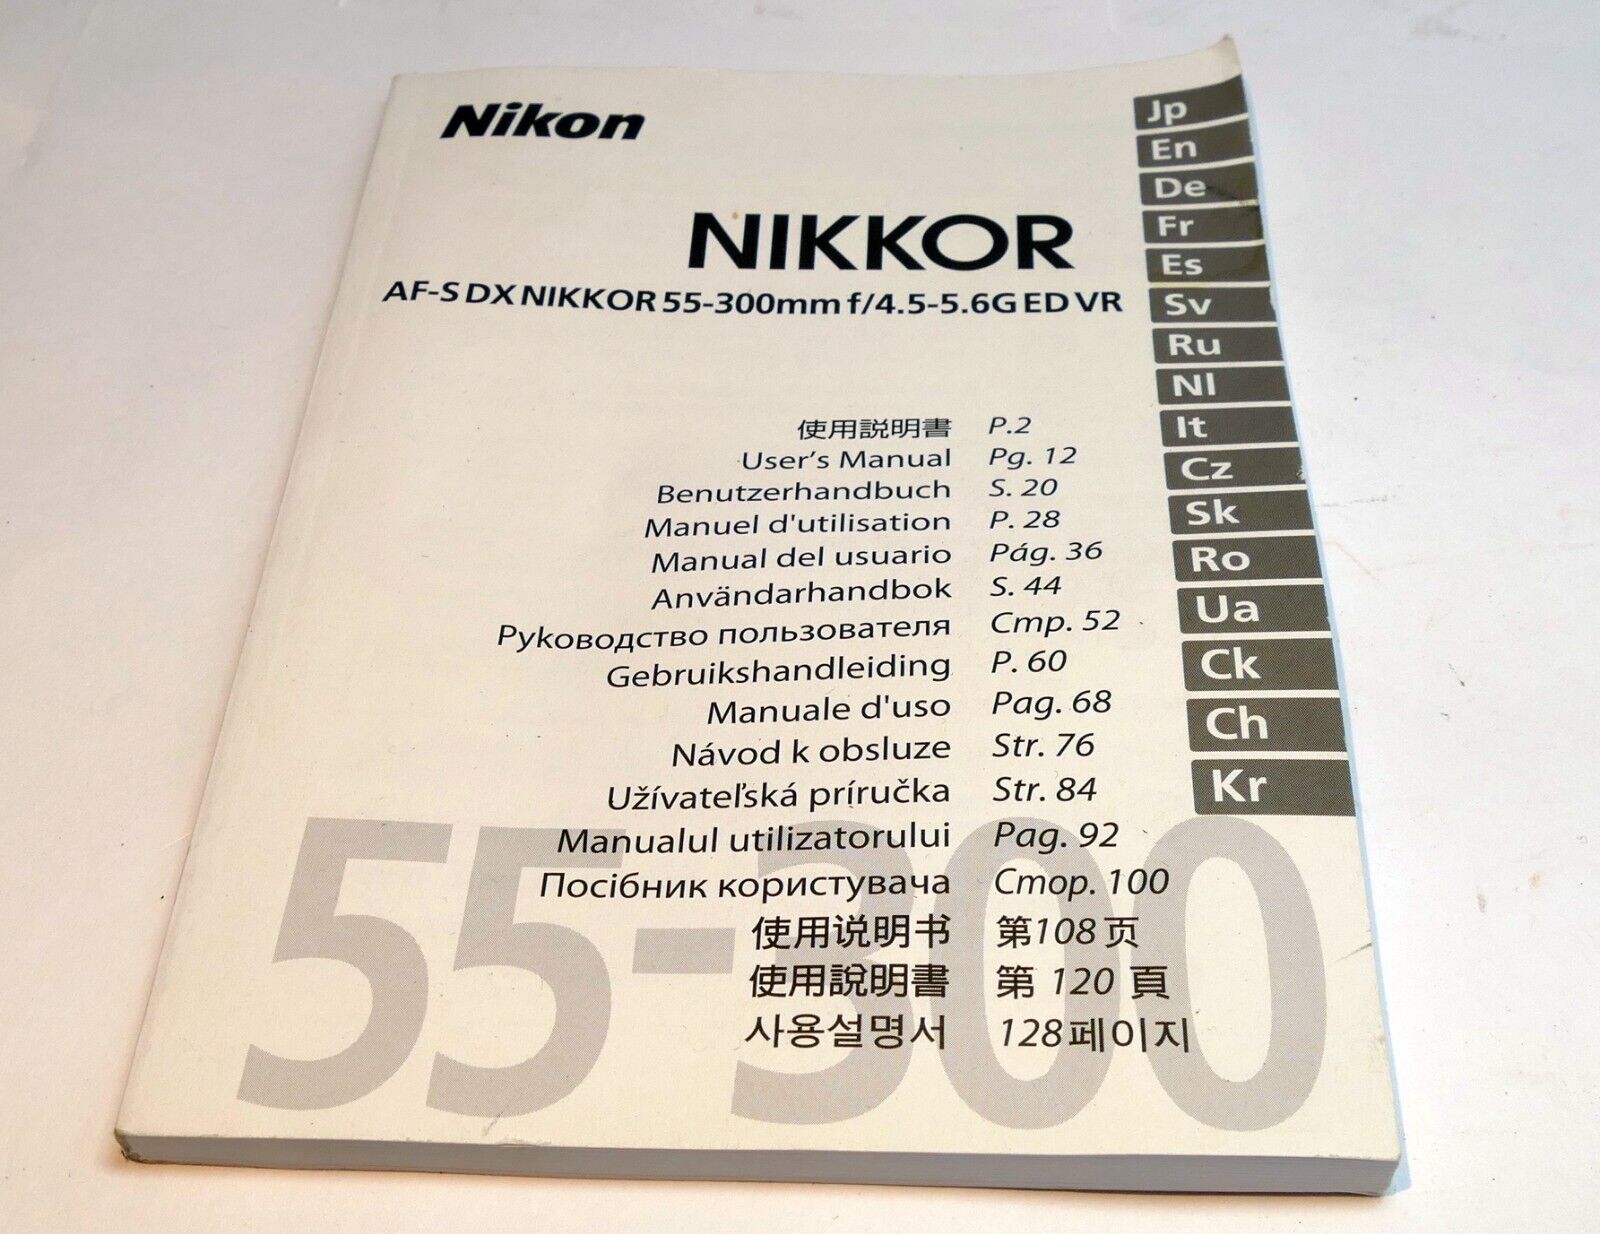 Nikon
NIKKOR
AF-S DX NIKKOR 55-300mm f/4.5-5.6G ED VR
使用説明書 P.2
User's Manual Pg. 12
Benutzerhandbuch S. 20
Manuel d'utilisation P. 28
Manual del usuario Pág. 36
Användarhandbok S. 44
Руководство пользователя Стр. 52
Gebruikshandleiding P. 60
Manuale d'uso Pag. 68
Návod k obsluze Str. 76
Užívateľská príručka Str. 84
Manualul utilizatorului Pag. 92
Посібник користувача Стор. 100
使用说明书 第108页
使用說明書 第 120 頁
사용설명서 128페이지
55-300
Jp
En
De
Fr
Es
Sv
Ru
Nl
It
Cz
Sk
Ro
Ua
Ck
Ch
Kr